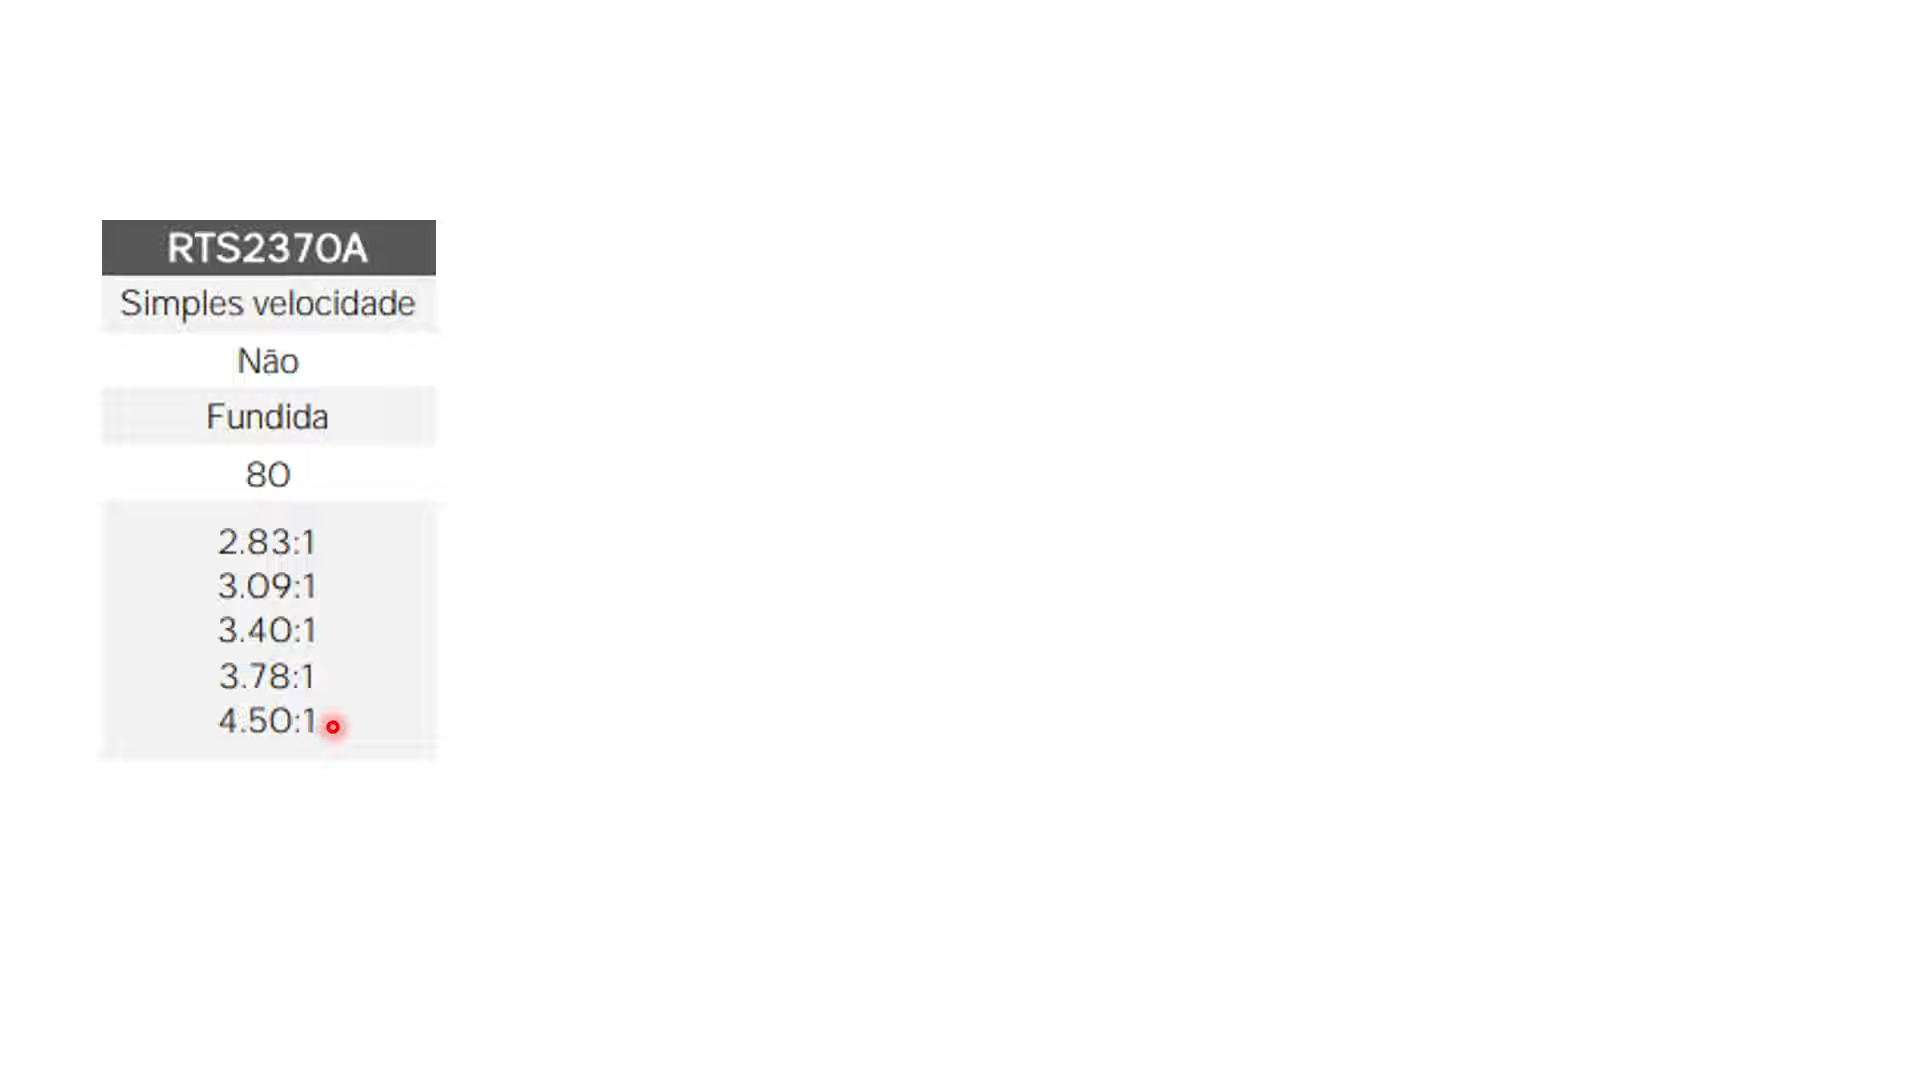 RTS2370A
Simples velocidade
Não
Fundida
80
2.83:1
3.09:1
3.40:1
3.78:1
4.50:1